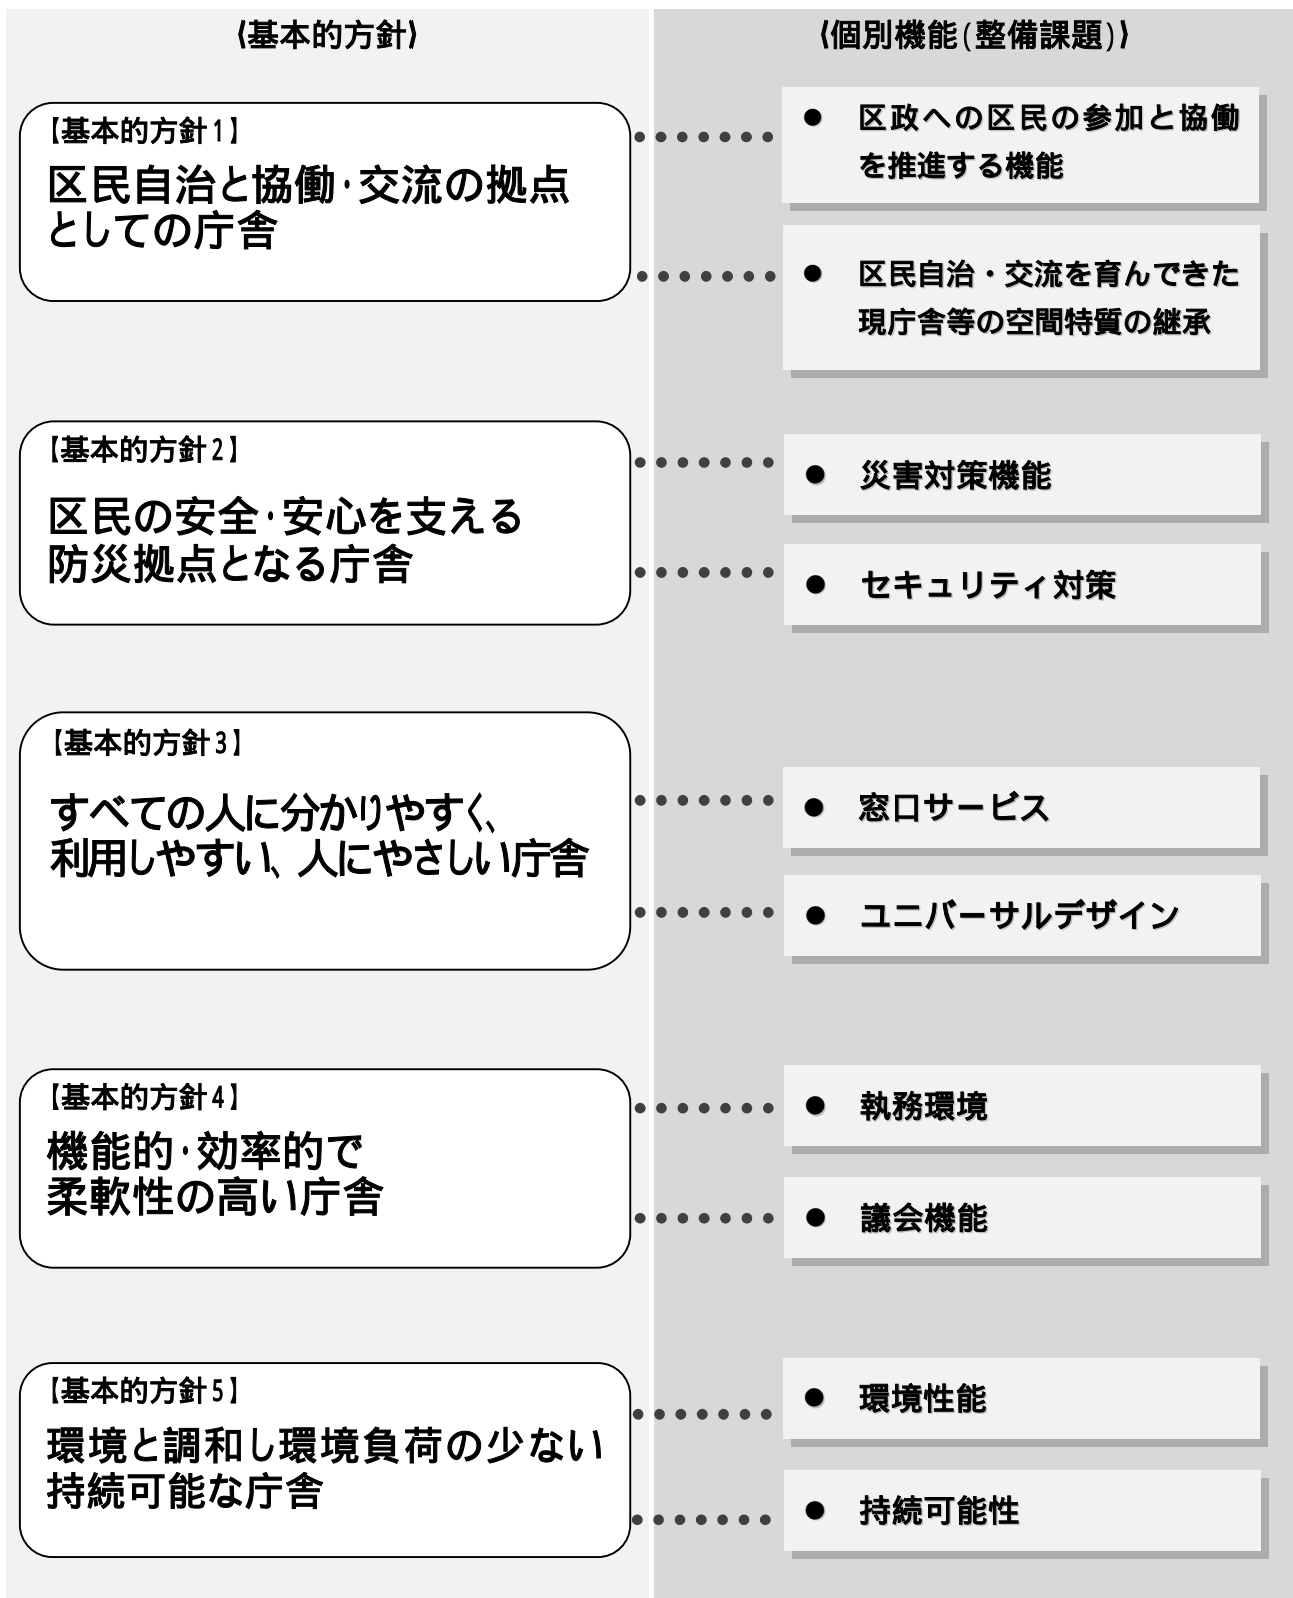 ⟨基本的方針⟩
【基本的方針1】
区民自治と協働・交流の拠点
としての庁舎
【基本的方針2】
区民の安全・安心を支える
防災拠点となる庁舎
【基本的方針3】
すべての人に分かりやすく、
利用しやすい、人にやさしい庁舎
【基本的方針4】
機能的・効率的で
柔軟性の高い庁舎
【基本的方針5】
環境と調和し環境負荷の少ない
持続可能な庁舎
⟨個別機能(整備課題)⟩
● 区政への区民の参加と協働
を推進する機能
● 区民自治・交流を育んできた
現庁舎等の空間特質の継承
● 災害対策機能
● セキュリティ対策
● 窓口サービス
● ユニバーサルデザイン
● 執務環境
● 議会機能
● 環境性能
● 持続可能性